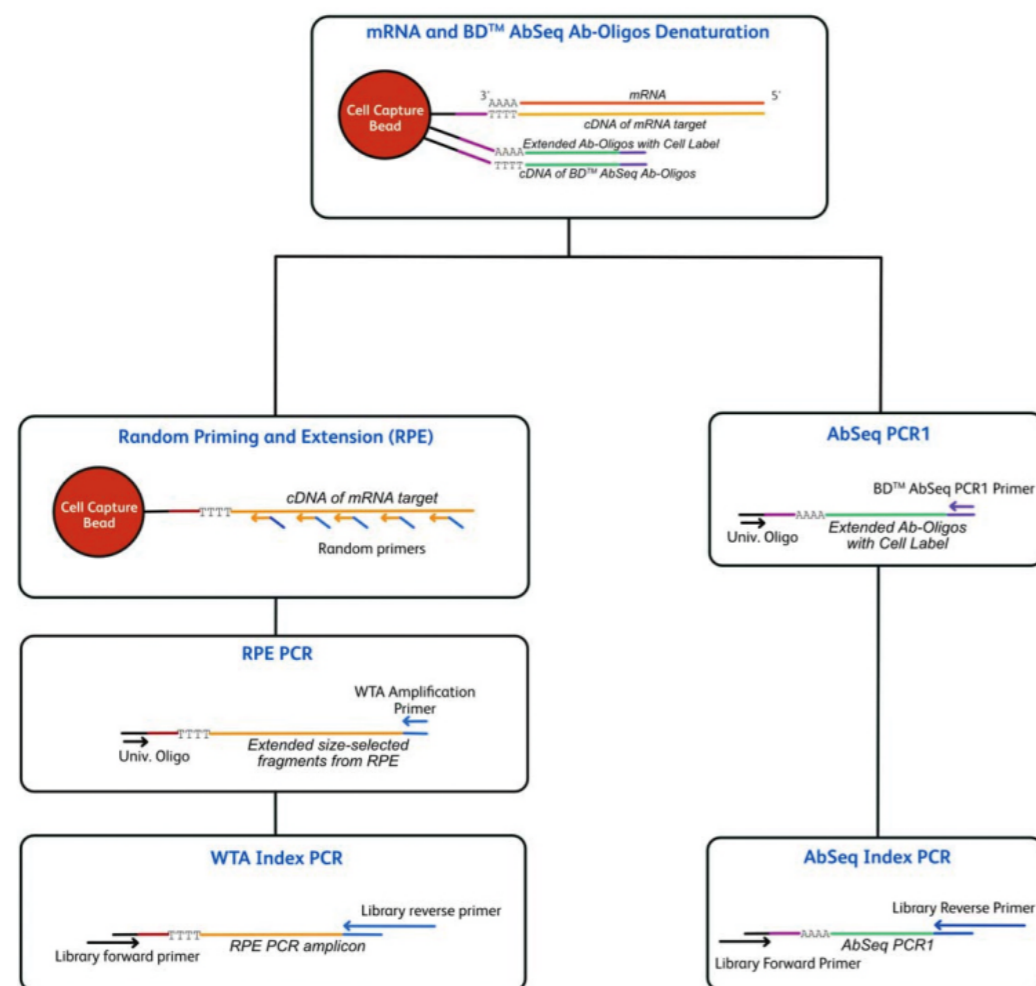 mRNA and BD™ AbSeq Ab-Oligos Denaturation
Cell Capture
Bead
3'
AAAA
mRNA
5'
TTTT
cDNA of mRNA target
Extended Ab-Oligos with Cell Label
AAAA
TTTT
cDNA of BD™ AbSeq Ab-Oligos
Random Priming and Extension (RPE)
Cell Capture
Bead
cDNA of mRNA target
TTTT
Random primers
AbSeq PCR1
BD™ AbSeq PCR1 Primer
AAAA
Univ. Oligo
Extended Ab-Oligos
with Cell Label
RPE PCR
WTA Amplification
Primer
TTTT
Univ. Oligo
Extended size-selected
fragments from RPE
WTA Index PCR
Library reverse primer
TTTT
RPE PCR amplicon
Library forward primer
AbSeq Index PCR
Library Reverse Primer
AAAA
AbSeq PCR1
Library Forward Primer